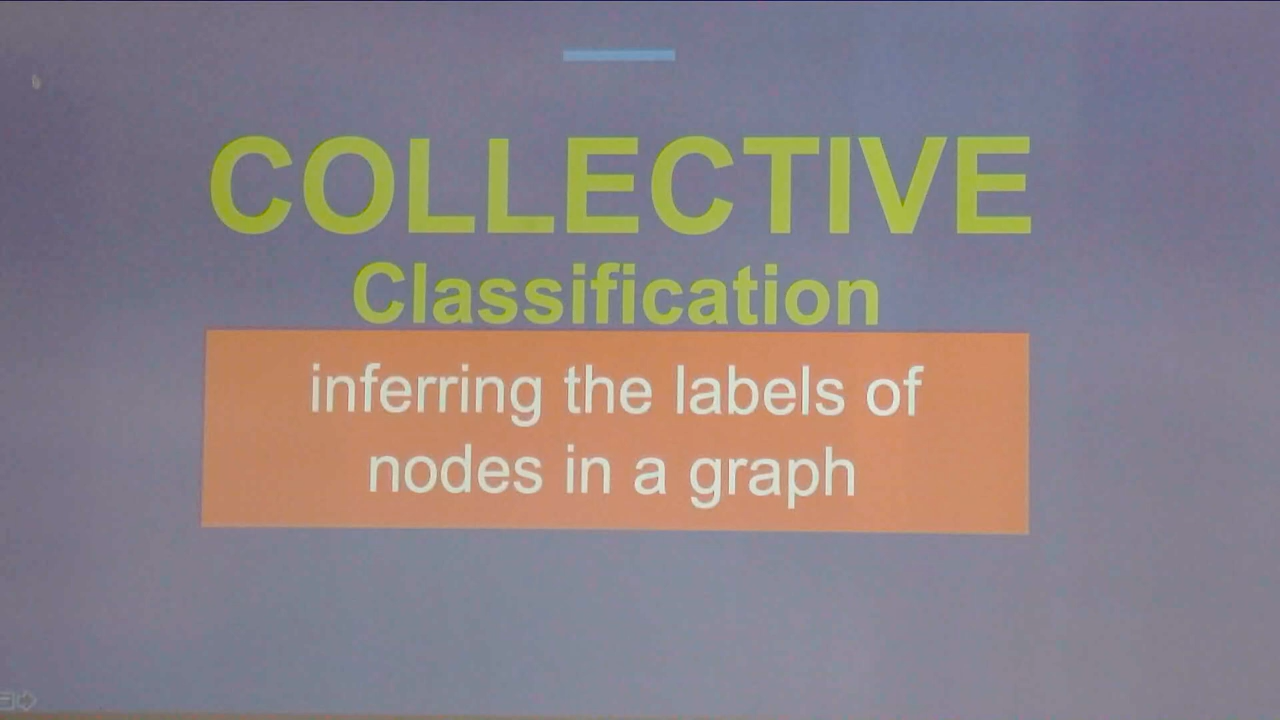 COLLECTIVE
Classification
inferring the labels of
nodes in a graph